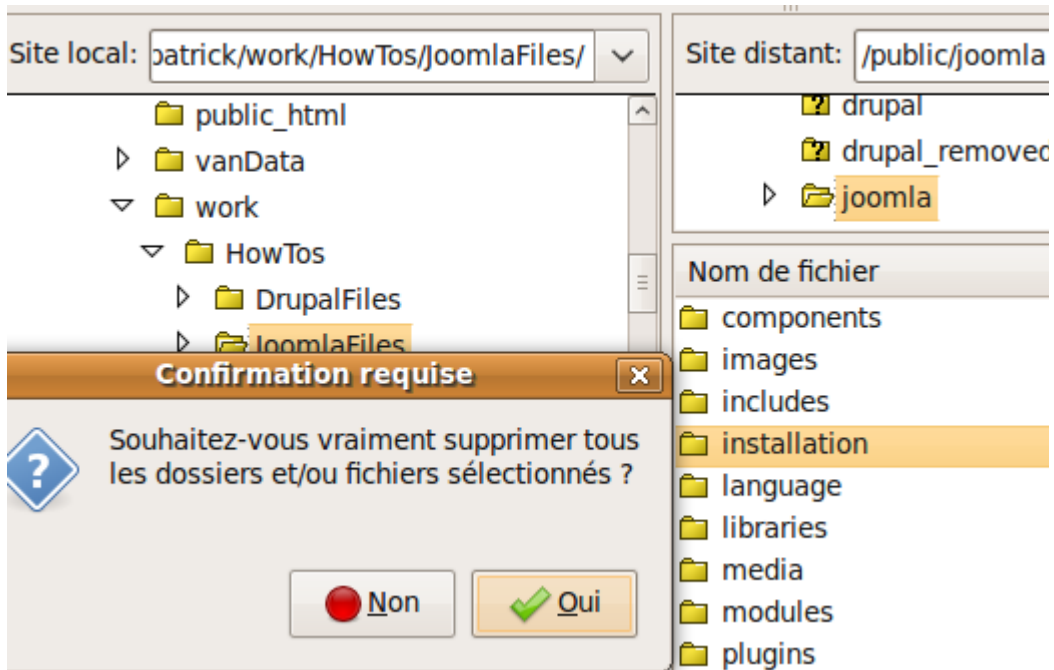 Site local: patrick/work/HowTos/JoomlaFiles/
public_html
vanData
work
HowTos
DrupalFiles
JoomlaFiles
Site distant: /public/joomla
drupal
drupal_removed
joomla
Nom de fichier
components
images
includes
installation
language
libraries
media
modules
plugins
Confirmation requise
Souhaitez-vous vraiment supprimer tous
les dossiers et/ou fichiers sélectionnés ?
Non
Oui